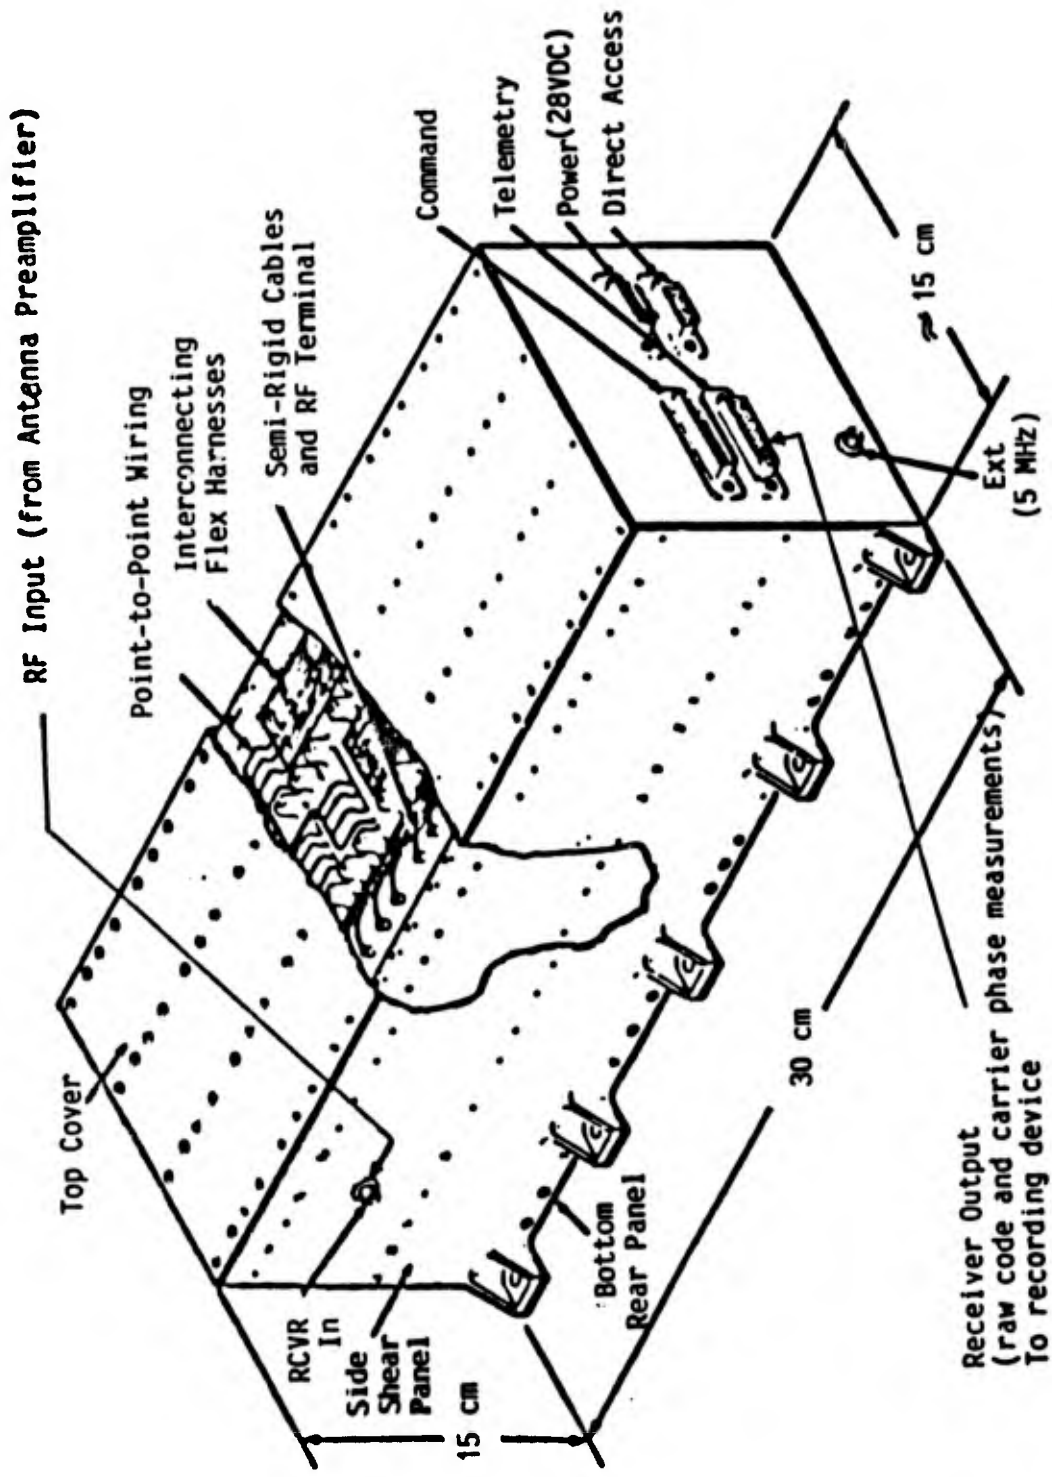 RF Input (from Antenna Preamplifier)
Point-to-Point Wiring
Interconnecting
Flex Harnesses
Semi-Rigid Cables
and RF Terminal
Top Cover
Command
Telemetry
Power(28VDC)
Direct Access
RCVR
In
Side
Shear
Panel
15 cm
Bottom
Rear Panel
30 cm
≈ 15 cm
Ext
(5 MHz)
Receiver Output
(raw code and carrier phase measurements)
To recording device